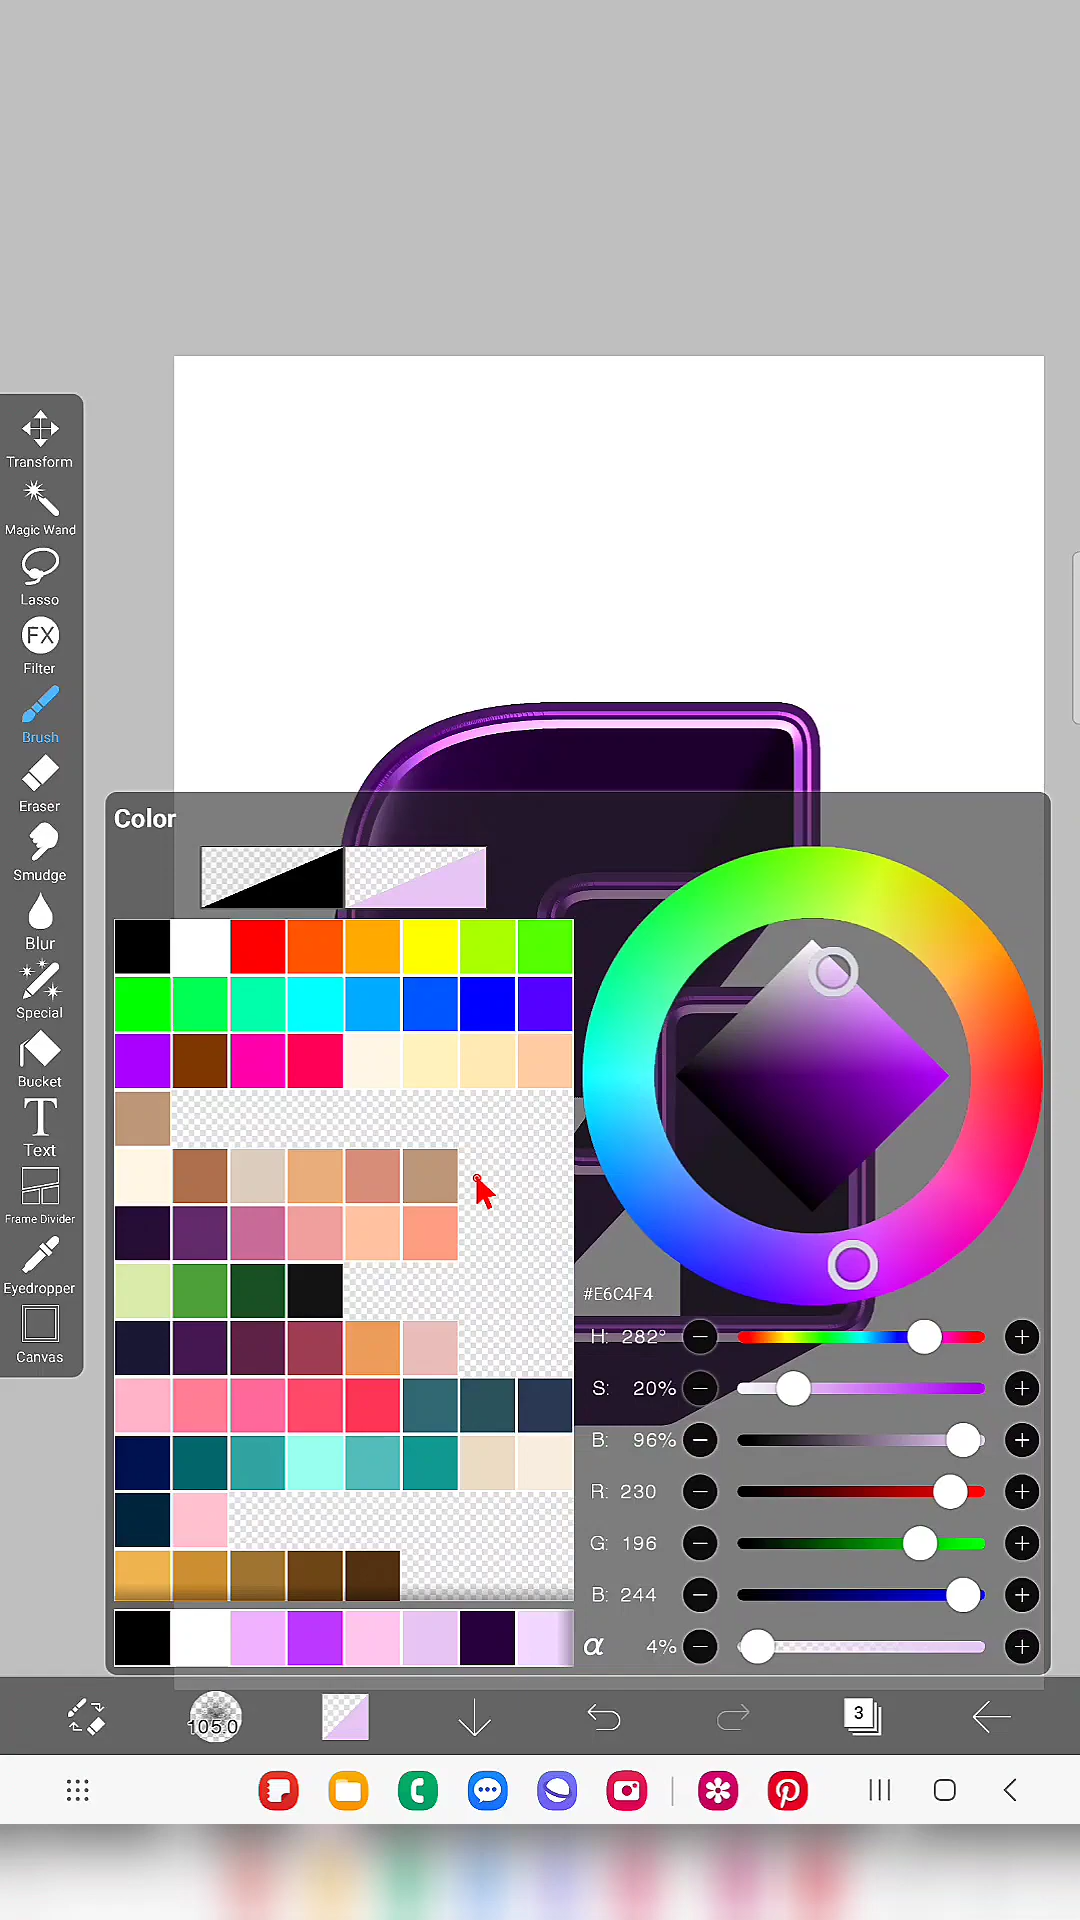 Transform
Magic Wand
Lasso
FX
Filter
Brush
Eraser
Smudge
Blur
Special
Bucket
T
Text
Frame Divider
Eyedropper
Canvas
Color
#E6C4F4
H: 282°
S: 20%
B: 96%
R: 230
G: 196
B: 244
α 4%
105.0
3